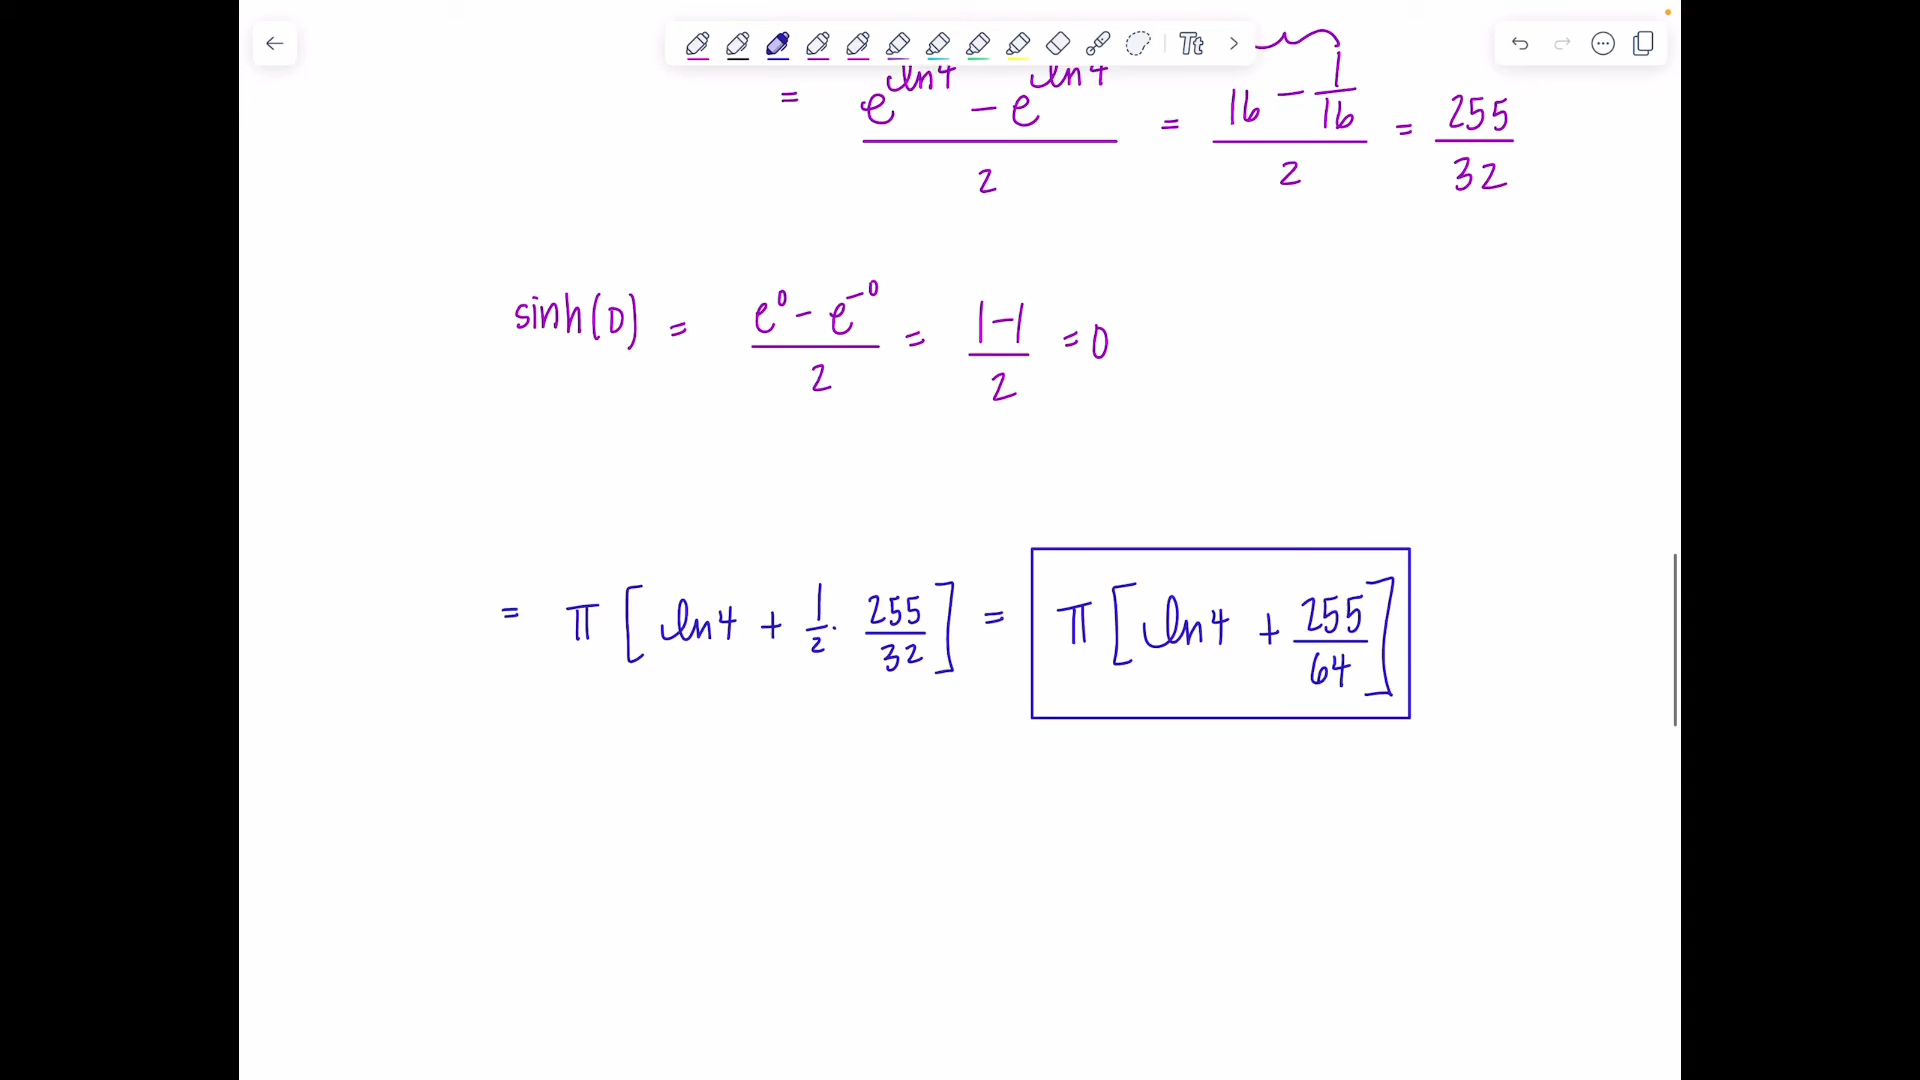 Tt
= (e^ln4 - e^ln4)/2 = (16 - 1/16)/2 = 255/32
sinh(0) = (e^0 - e^-0)/2 = (1-1)/2 = 0
= π [ ln4 + 1/2 · 255/32 ] = π [ ln4 + 255/64 ]